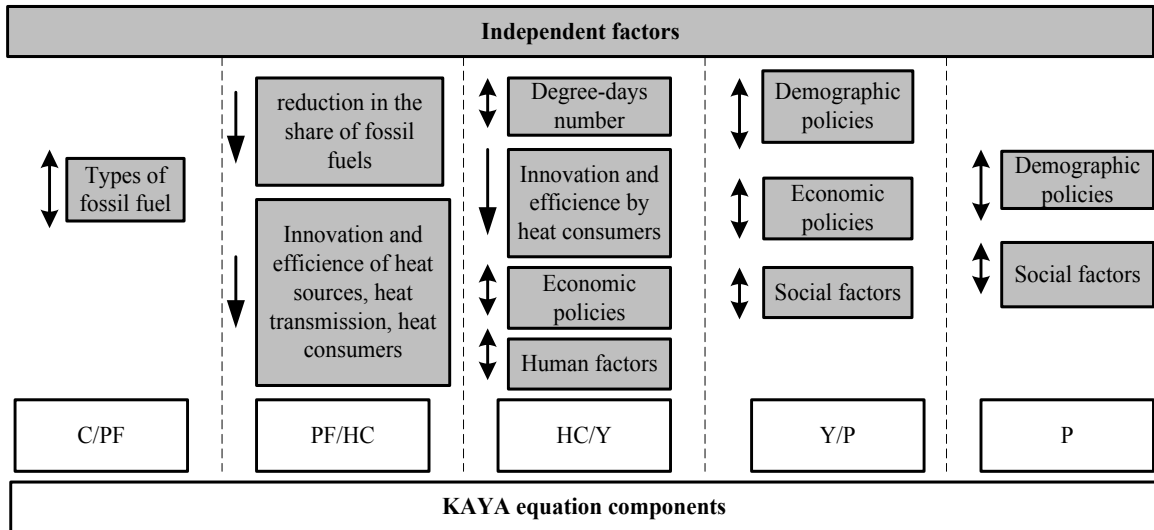 Independent factors
Types of
fossil fuel
reduction in the
share of fossil
fuels
Innovation and
efficience of heat
sources, heat
transmission, heat
consumers
Degree-days
number
Innovation and
efficience by
heat consumers
Economic
policies
Human factors
Demographic
policies
Economic
policies
Social factors
Demographic
policies
Social factors
C/PF
PF/HC
HC/Y
Y/P
P
KAYA equation components